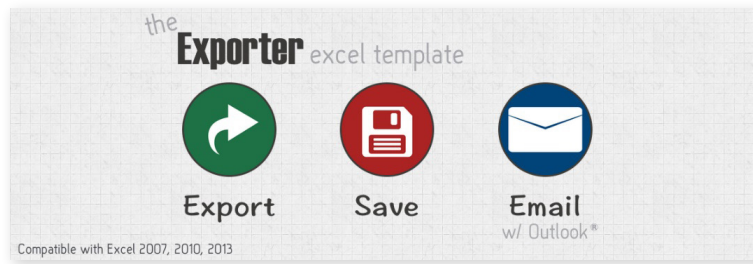 the
Exporter excel template
Export Save Email
w/ Outlook*
Compatible with Excel 2007, 2010, 2013